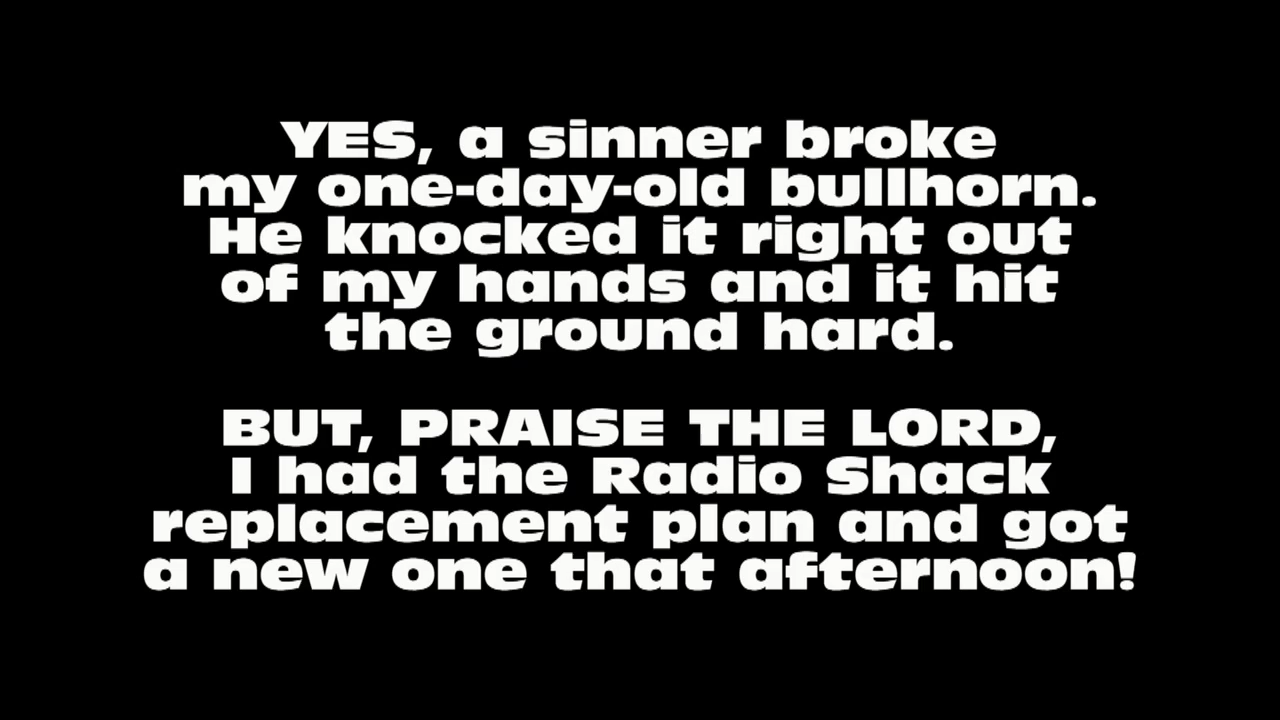 YES, a sinner broke
my one-day-old bullhorn.
He knocked it right out
of my hands and it hit
the ground hard.
BUT, PRAISE THE LORD,
I had the Radio Shack
replacement plan and got
a new one that afternoon!